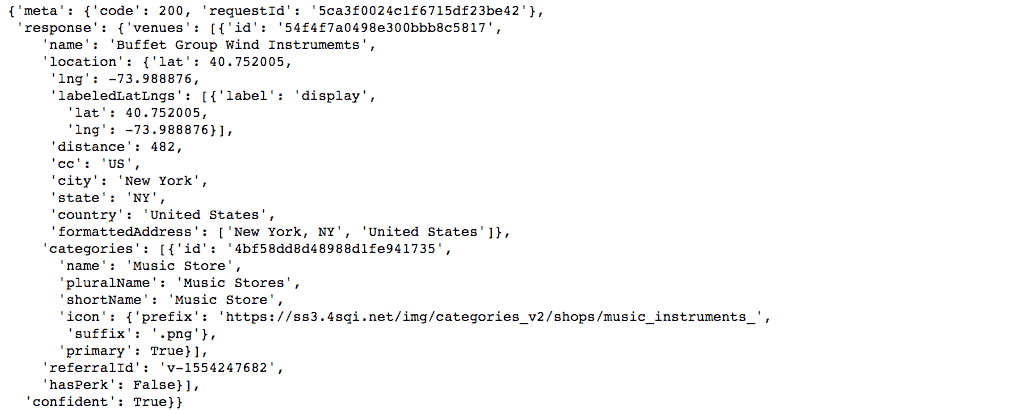 {'meta': {'code': 200, 'requestId': '5ca3f0024c1f6715df23be42'},
 'response': {'venues': [{'id': '54f4f7a0498e300bbb8c5817',
    'name': 'Buffet Group Wind Instrumemts',
    'location': {'lat': 40.752005,
     'lng': -73.988876,
     'labeledLatLngs': [{'label': 'display',
       'lat': 40.752005,
       'lng': -73.988876}],
     'distance': 482,
     'cc': 'US',
     'city': 'New York',
     'state': 'NY',
     'country': 'United States',
     'formattedAddress': ['New York, NY', 'United States']},
    'categories': [{'id': '4bf58dd8d48988d1fe941735',
      'name': 'Music Store',
      'pluralName': 'Music Stores',
      'shortName': 'Music Store',
      'icon': {'prefix': 'https://ss3.4sqi.net/img/categories_v2/shops/music_instruments_',
       'suffix': '.png'},
      'primary': True}],
    'referralId': 'v-1554247682',
    'hasPerk': False}],
  'confident': True}}